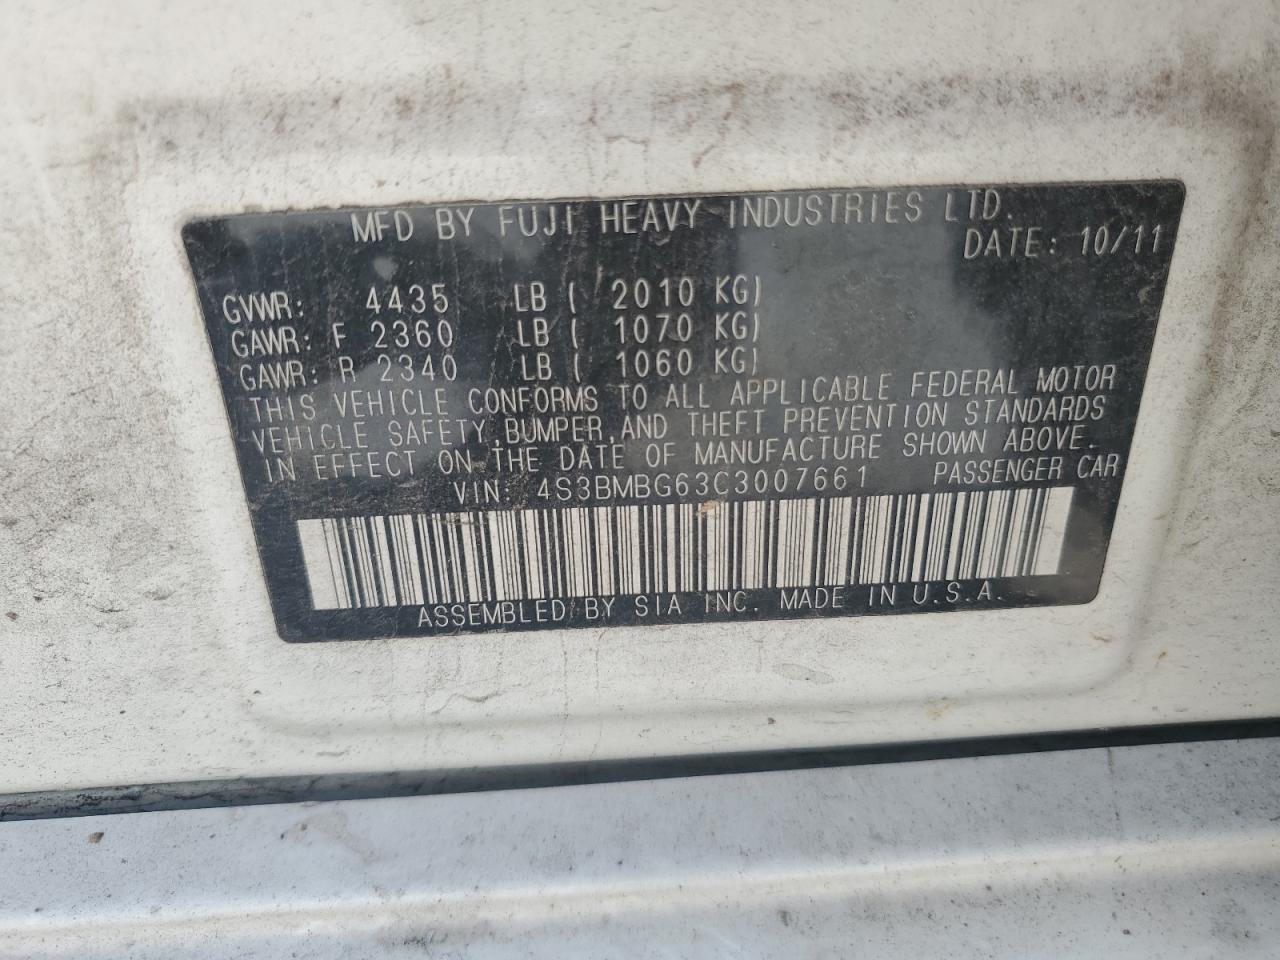 MFD BY FUJI HEAVY INDUSTRIES LTD.
DATE: 10/11
GVWR: 4435 LB ( 2010 KG)
GAWR: F 2360 LB ( 1070 KG)
GAWR: R 2340 LB ( 1060 KG)
THIS VEHICLE CONFORMS TO ALL APPLICABLE FEDERAL MOTOR
VEHICLE SAFETY, BUMPER, AND THEFT PREVENTION STANDARDS
IN EFFECT ON THE DATE OF MANUFACTURE SHOWN ABOVE.
VIN: 4S3BMBG63C3007661 PASSENGER CAR
ASSEMBLED BY SIA INC. MADE IN U.S.A.